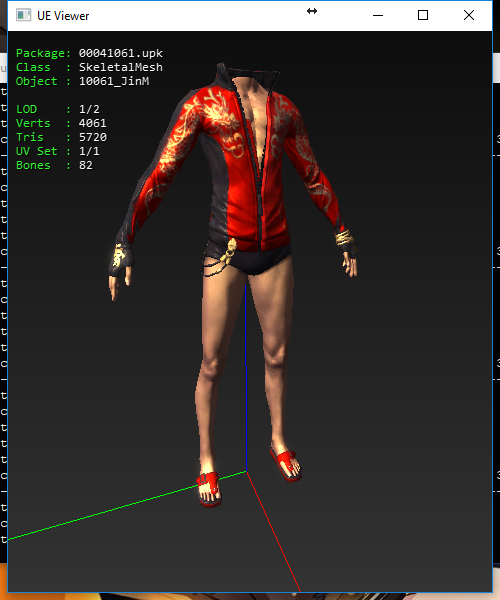 UE Viewer
Package: 00041061.upk
Class : SkeletalMesh
Object : 10061_JinM
LOD : 1/2
Verts : 4061
Tris : 5720
UV Set : 1/1
Bones : 82